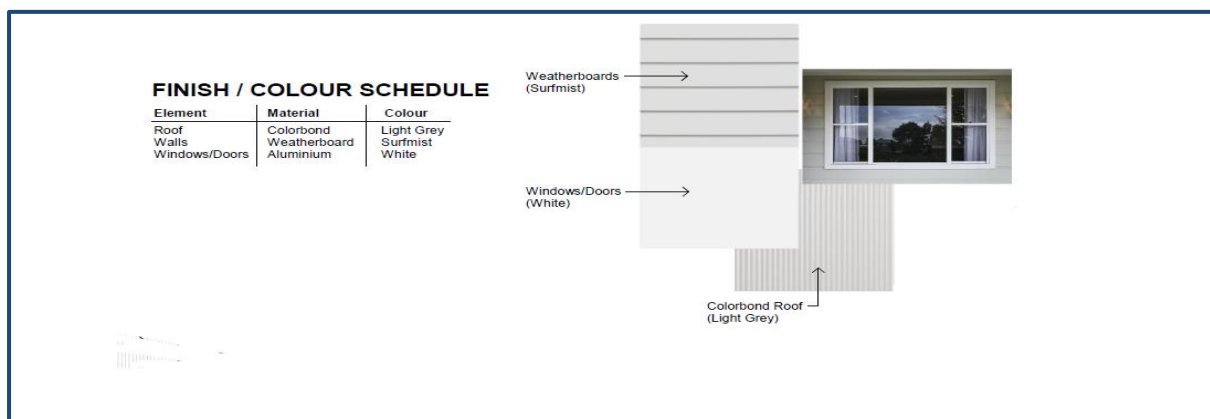 FINISH / COLOUR SCHEDULE
Element Material Colour
Roof Colorbond Light Grey
Walls Weatherboard Surfmist
Windows/Doors Aluminium White
Weatherboards
(Surfmist)
Windows/Doors
(White)
Colorbond Roof
(Light Grey)